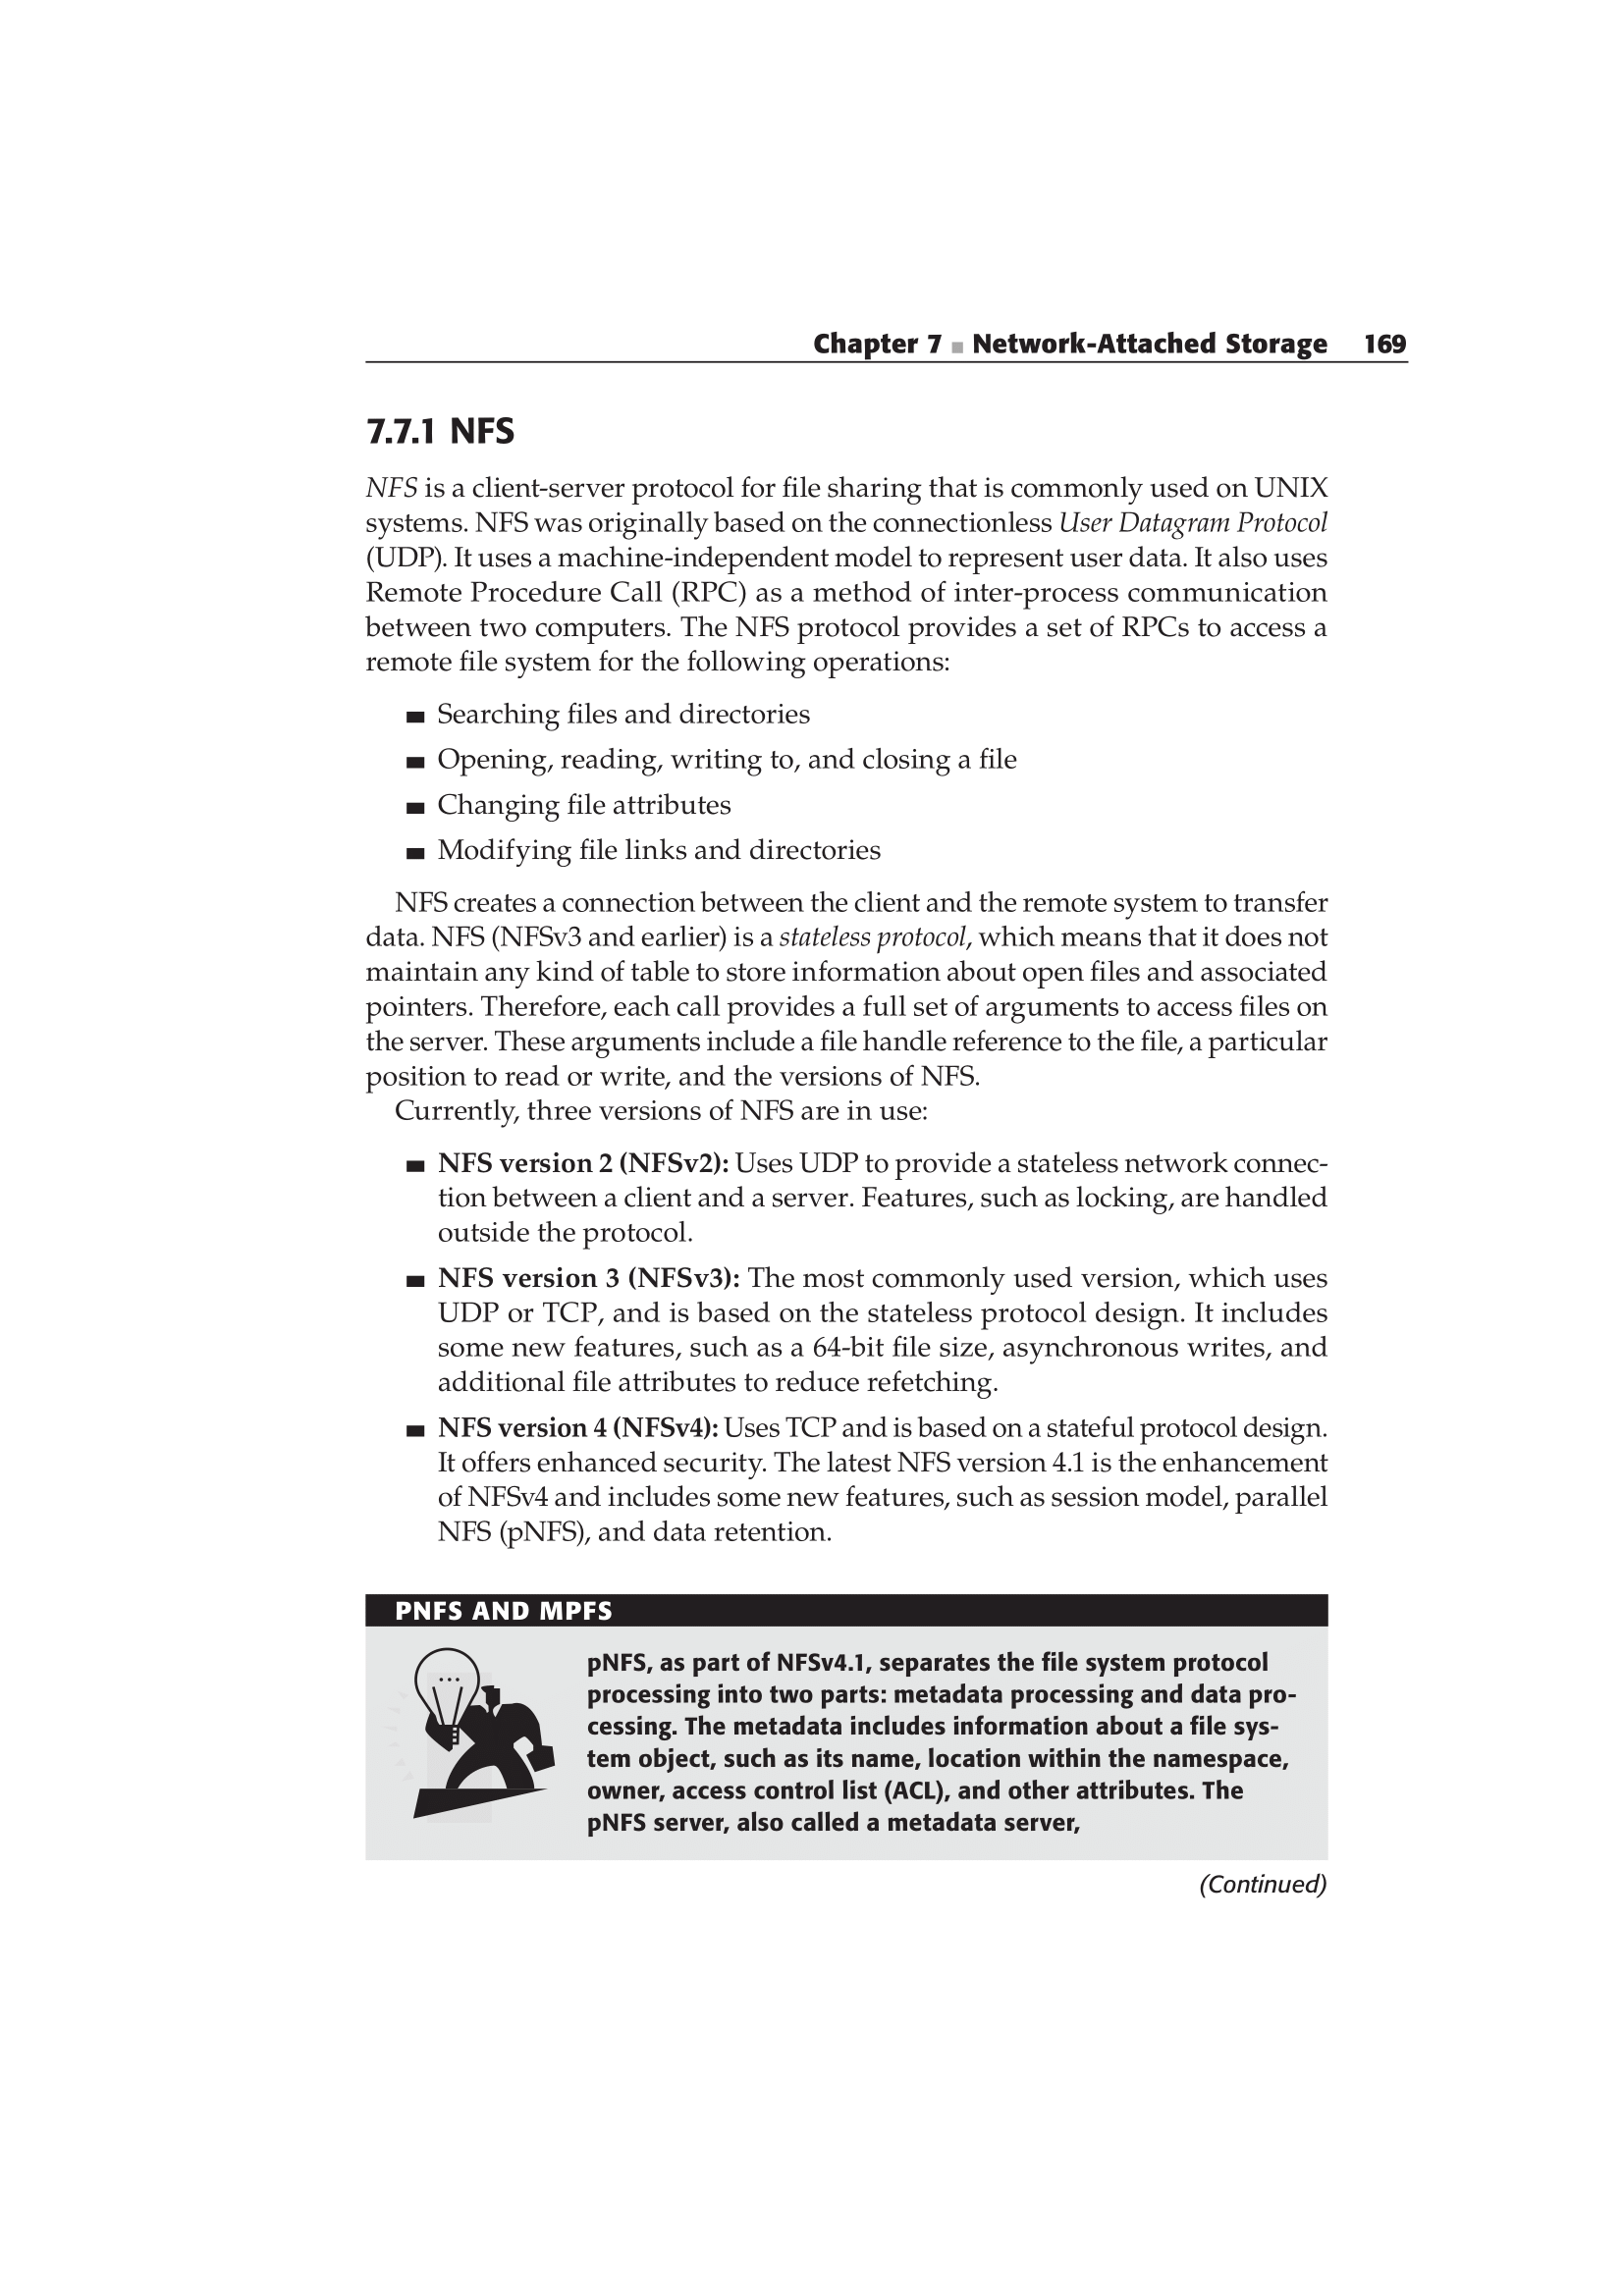 Chapter 7 ■ Network-Attached Storage 169
7.7.1 NFS
NFS is a client-server protocol for file sharing that is commonly used on UNIX
systems. NFS was originally based on the connectionless User Datagram Protocol
(UDP). It uses a machine-independent model to represent user data. It also uses
Remote Procedure Call (RPC) as a method of inter-process communication
between two computers. The NFS protocol provides a set of RPCs to access a
remote file system for the following operations:
■ Searching files and directories
■ Opening, reading, writing to, and closing a file
■ Changing file attributes
■ Modifying file links and directories
NFS creates a connection between the client and the remote system to transfer
data. NFS (NFSv3 and earlier) is a stateless protocol, which means that it does not
maintain any kind of table to store information about open files and associated
pointers. Therefore, each call provides a full set of arguments to access files on
the server. These arguments include a file handle reference to the file, a particular
position to read or write, and the versions of NFS.
Currently, three versions of NFS are in use:
■ NFS version 2 (NFSv2): Uses UDP to provide a stateless network connec-
tion between a client and a server. Features, such as locking, are handled
outside the protocol.
■ NFS version 3 (NFSv3): The most commonly used version, which uses
UDP or TCP, and is based on the stateless protocol design. It includes
some new features, such as a 64-bit file size, asynchronous writes, and
additional file attributes to reduce refetching.
■ NFS version 4 (NFSv4): Uses TCP and is based on a stateful protocol design.
It offers enhanced security. The latest NFS version 4.1 is the enhancement
of NFSv4 and includes some new features, such as session model, parallel
NFS (pNFS), and data retention.
PNFS AND MPFS
pNFS, as part of NFSv4.1, separates the file system protocol
processing into two parts: metadata processing and data pro-
cessing. The metadata includes information about a file sys-
tem object, such as its name, location within the namespace,
owner, access control list (ACL), and other attributes. The
pNFS server, also called a metadata server,
(Continued)